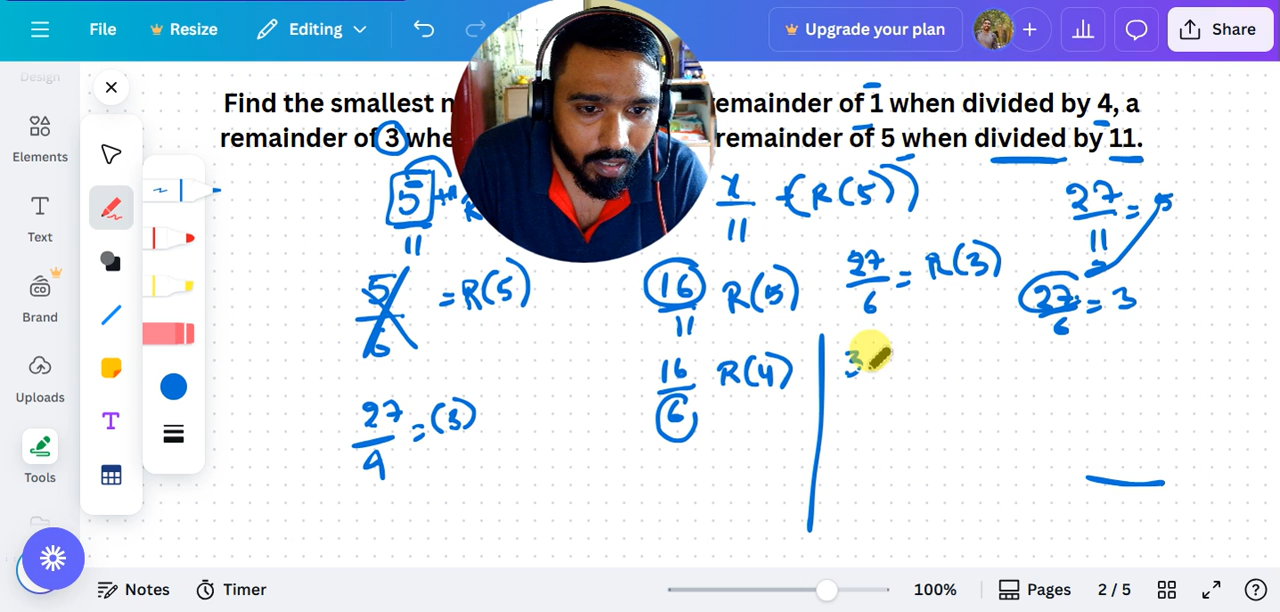 File Resize Editing Upgrade your plan + Share
Design
Elements
Text
Brand
Uploads
Tools
Find the smallest emainder of 1 when divided by 4, a
remainder of 3 whe remainder of 5 when divided by 11.
5
11
x/11 (R(5))
27/11 = 5
5/6 = R(5)
16/11 R(5)
27/6 = R(3)
27/6 = 3
16/6 R(4)
3
27/4 = (3)
Notes Timer 100% Pages 2 / 5